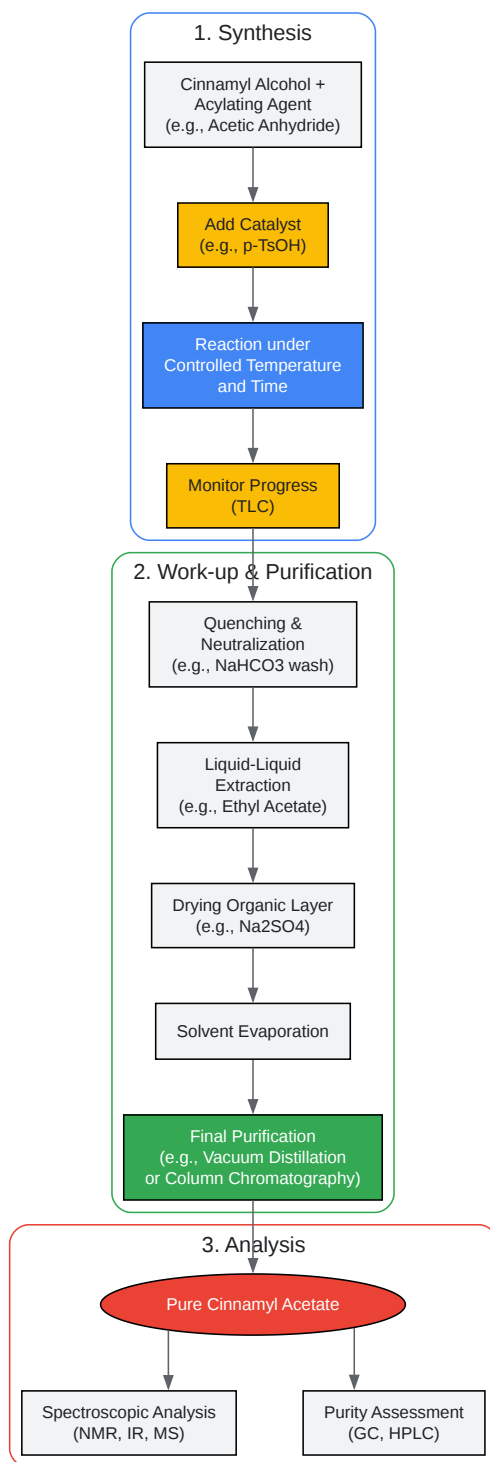 1. Synthesis
Cinnamyl Alcohol +
Acylating Agent
(e.g., Acetic Anhydride)
Add Catalyst
(e.g., p-TsOH)
Reaction under
Controlled Temperature
and Time
Monitor Progress
(TLC)
2. Work-up & Purification
Quenching &
Neutralization
(e.g., NaHCO3 wash)
Liquid-Liquid
Extraction
(e.g., Ethyl Acetate)
Drying Organic Layer
(e.g., Na2SO4)
Solvent Evaporation
Final Purification
(e.g., Vacuum Distillation
or Column Chromatography)
3. Analysis
Pure Cinnamyl Acetate
Spectroscopic Analysis
(NMR, IR, MS)
Purity Assessment
(GC, HPLC)